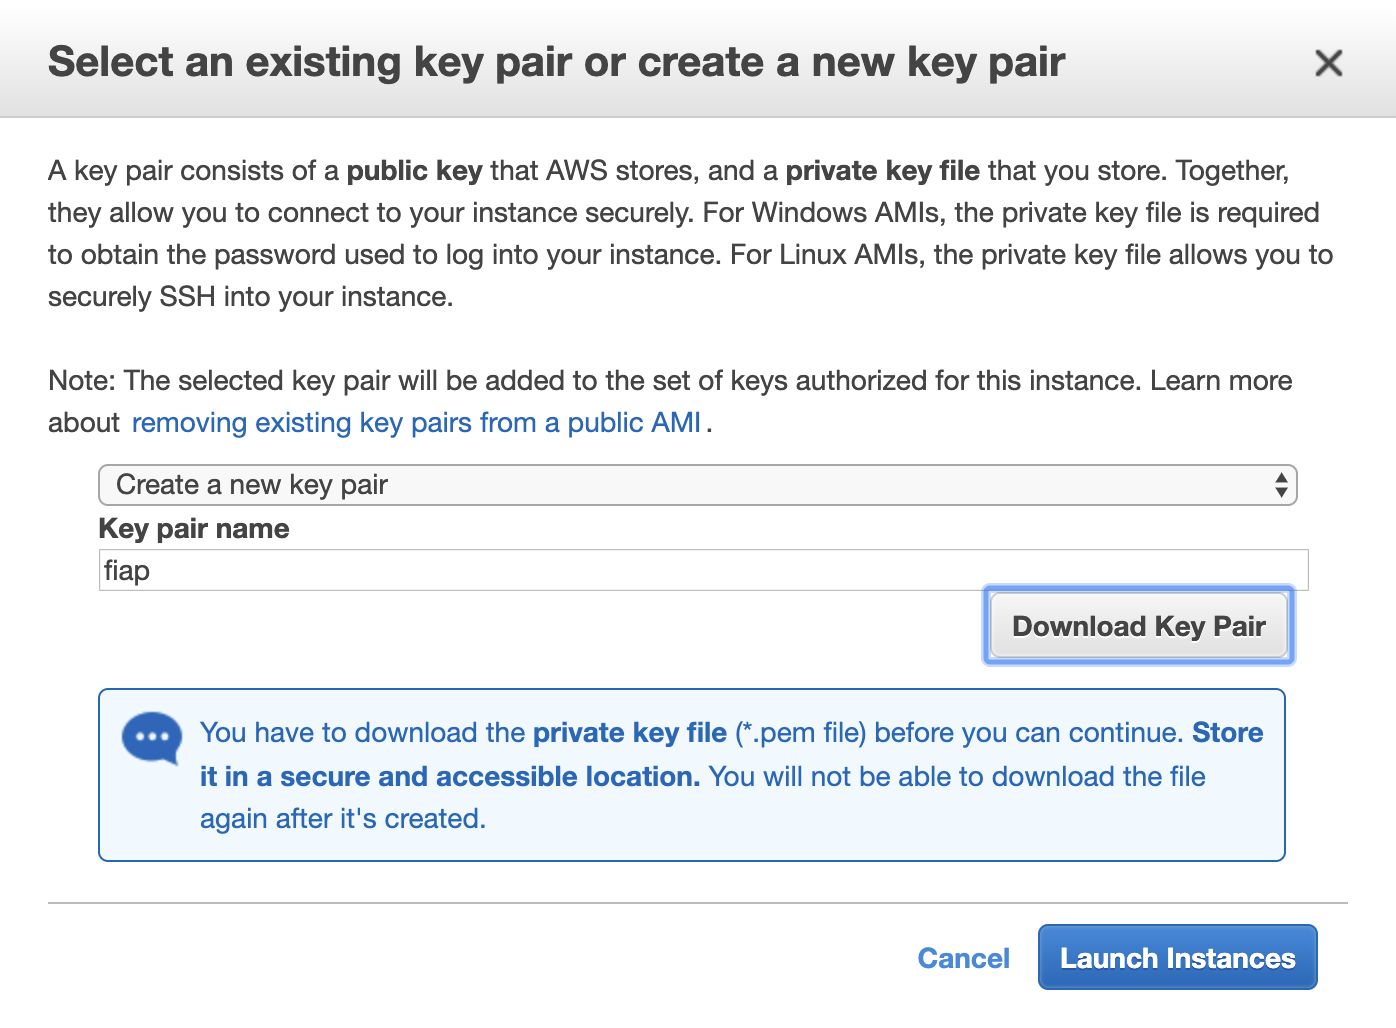 Select an existing key pair or create a new key pair
A key pair consists of a public key that AWS stores, and a private key file that you store. Together,
they allow you to connect to your instance securely. For Windows AMIs, the private key file is required
to obtain the password used to log into your instance. For Linux AMIs, the private key file allows you to
securely SSH into your instance.
Note: The selected key pair will be added to the set of keys authorized for this instance. Learn more
about removing existing key pairs from a public AMI.
Create a new key pair
Key pair name
fiap
Download Key Pair
You have to download the private key file (*.pem file) before you can continue. Store
it in a secure and accessible location. You will not be able to download the file
again after it's created.
Cancel Launch Instances